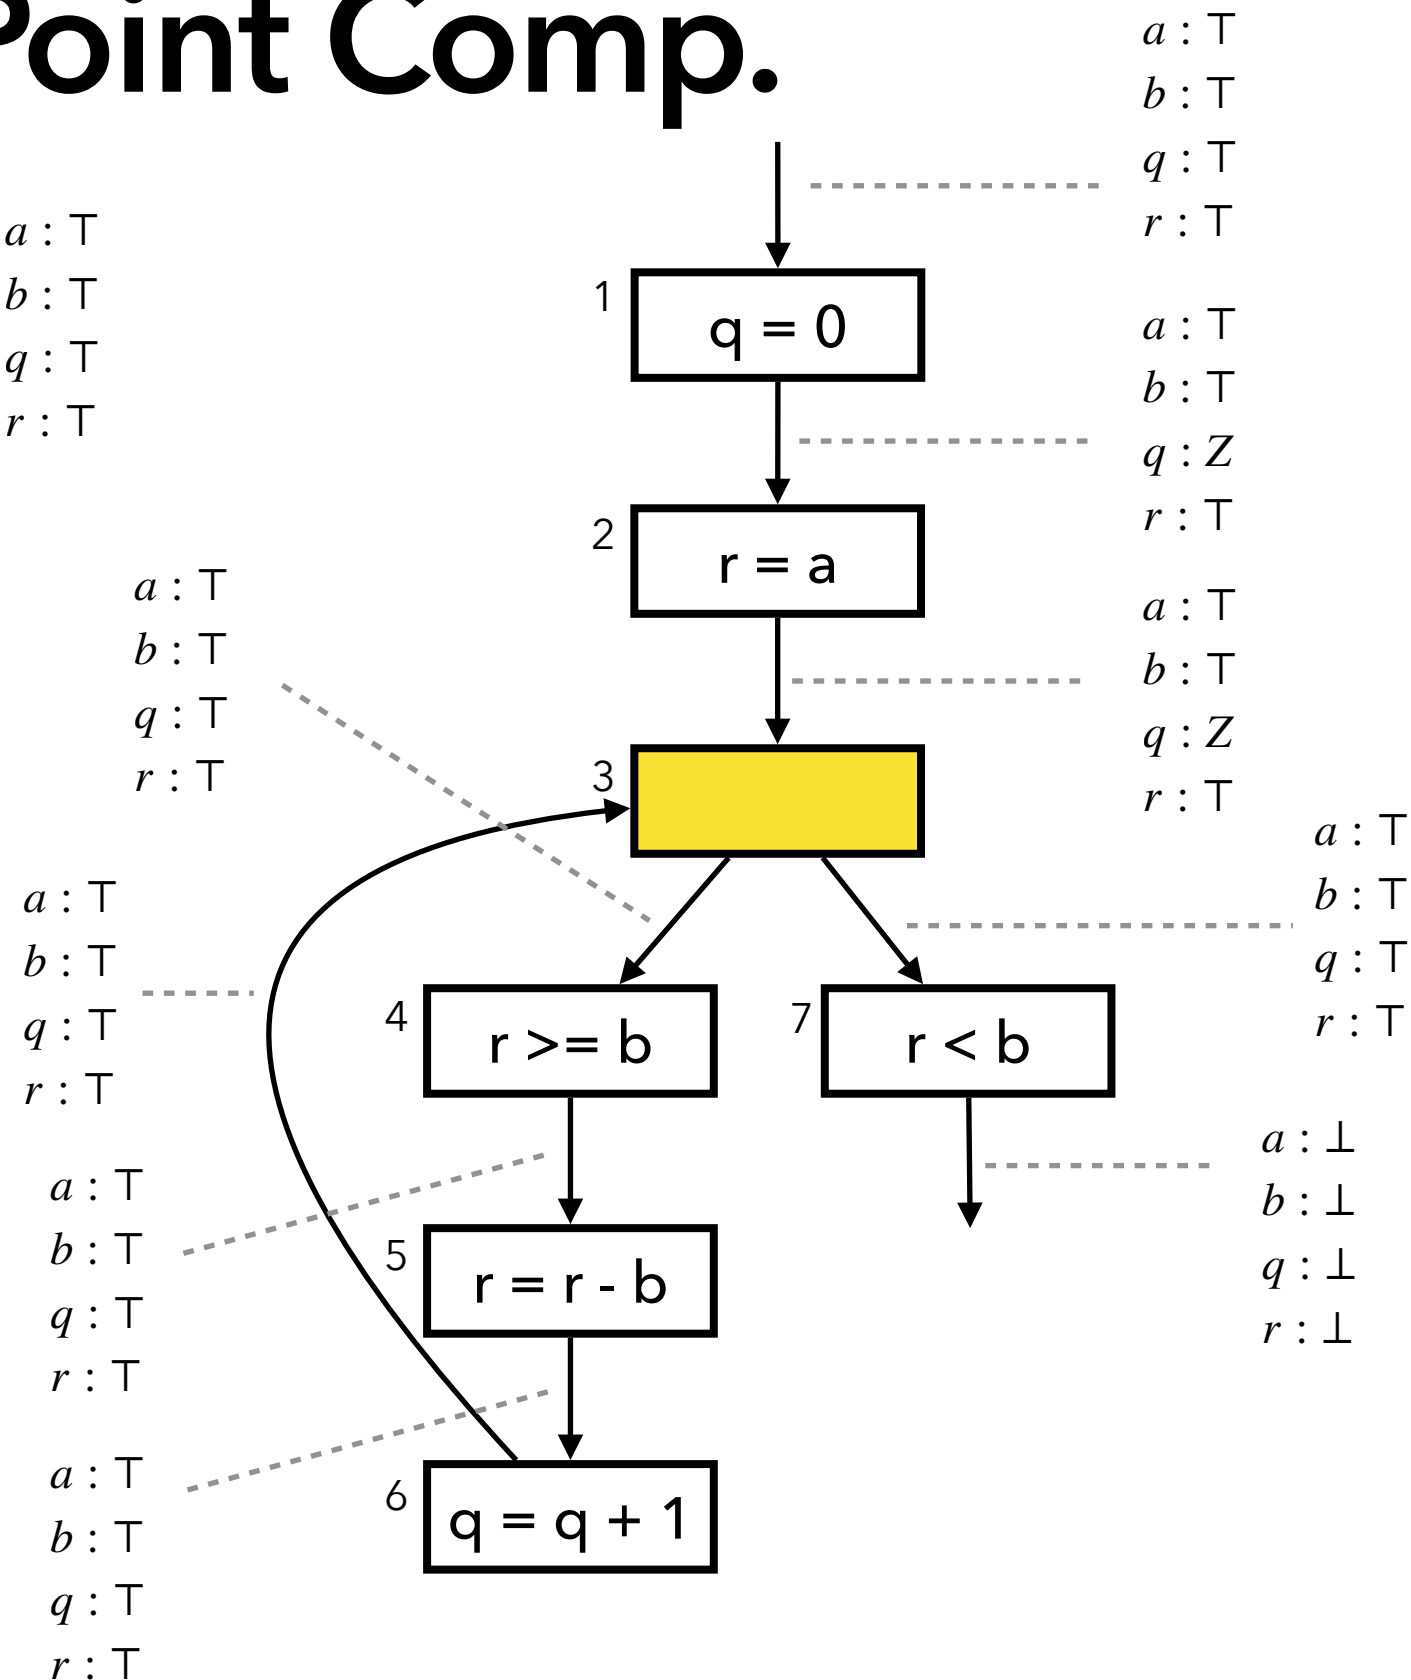 Point Comp.
a : ⊤
b : ⊤
q : ⊤
r : ⊤
a : ⊤
b : ⊤
q : ⊤
r : ⊤
1
q = 0
a : ⊤
b : ⊤
q : Z
r : ⊤
2
r = a
a : ⊤
b : ⊤
q : ⊤
r : ⊤
a : ⊤
b : ⊤
q : Z
r : ⊤
3
a : ⊤
b : ⊤
q : ⊤
r : ⊤
a : ⊤
b : ⊤
q : ⊤
r : ⊤
4
r >= b
7
r < b
a : ⊥
b : ⊥
q : ⊥
r : ⊥
a : ⊤
b : ⊤
q : ⊤
r : ⊤
5
r = r - b
a : ⊤
b : ⊤
q : ⊤
r : ⊤
6
q = q + 1